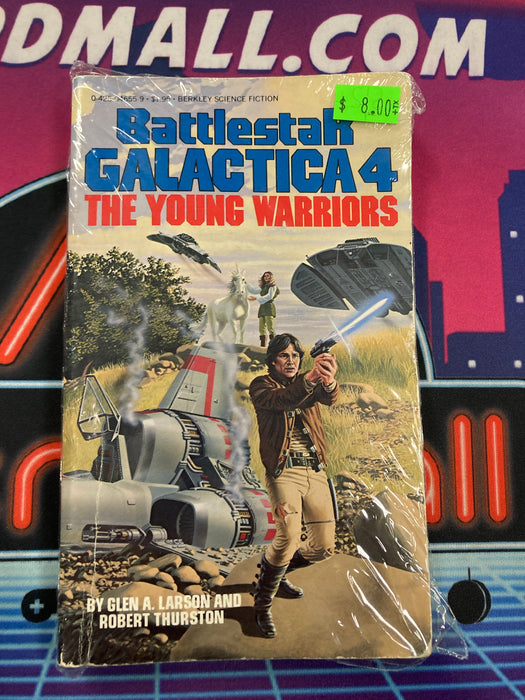 RDMALL.COM
$ 8.00
BERKLEY SCIENCE FICTION
Battlestar
GALACTICA 4
THE YOUNG WARRIORS
BY GLEN A. LARSON AND
ROBERT THURSTON
all